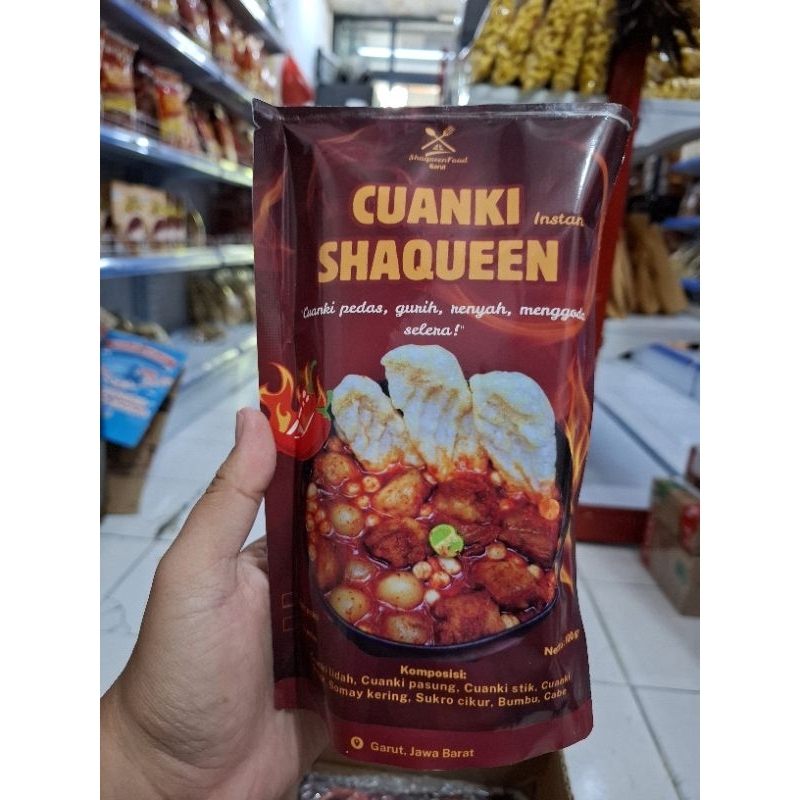 ShaqueenFood
Garut
CUANKI Instan
SHAQUEEN
"Cuanki pedas, gurih, renyah, menggoda
selera!"
Komposisi:
lidah, Cuanki pasung, Cuanki stik, Cuanki
Somay kering, Sukro cikur, Bumbu, Cabe
Garut, Jawa Barat